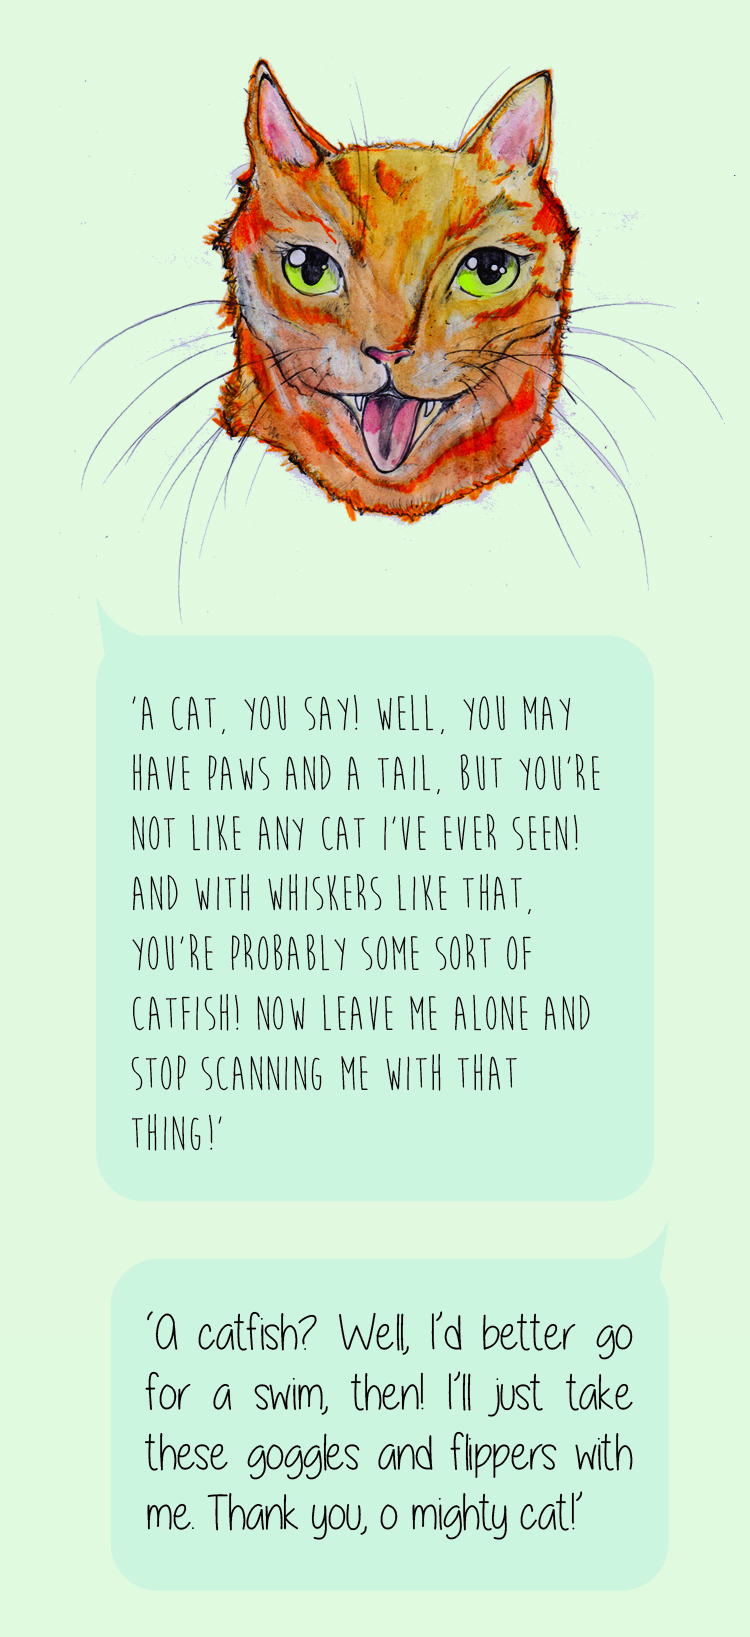 ‘A CAT, YOU SAY! WELL, YOU MAY
HAVE PAWS AND A TAIL, BUT YOU’RE
NOT LIKE ANY CAT I’VE EVER SEEN!
AND WITH WHISKERS LIKE THAT,
YOU’RE PROBABLY SOME SORT OF
CATFISH! NOW LEAVE ME ALONE AND
STOP SCANNING ME WITH THAT
THING!’
‘A catfish? Well, I’d better go
for a swim, then! I’ll just take
these goggles and flippers with
me. Thank you, o mighty cat!’